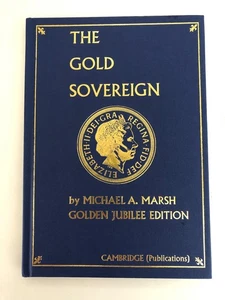 THE
GOLD
SOVEREIGN
ELIZABETH·II·DEI·GRA REGINA·FID·DEF
by MICHAEL A. MARSH
GOLDEN JUBILEE EDITION
CAMBRIDGE (Publications)